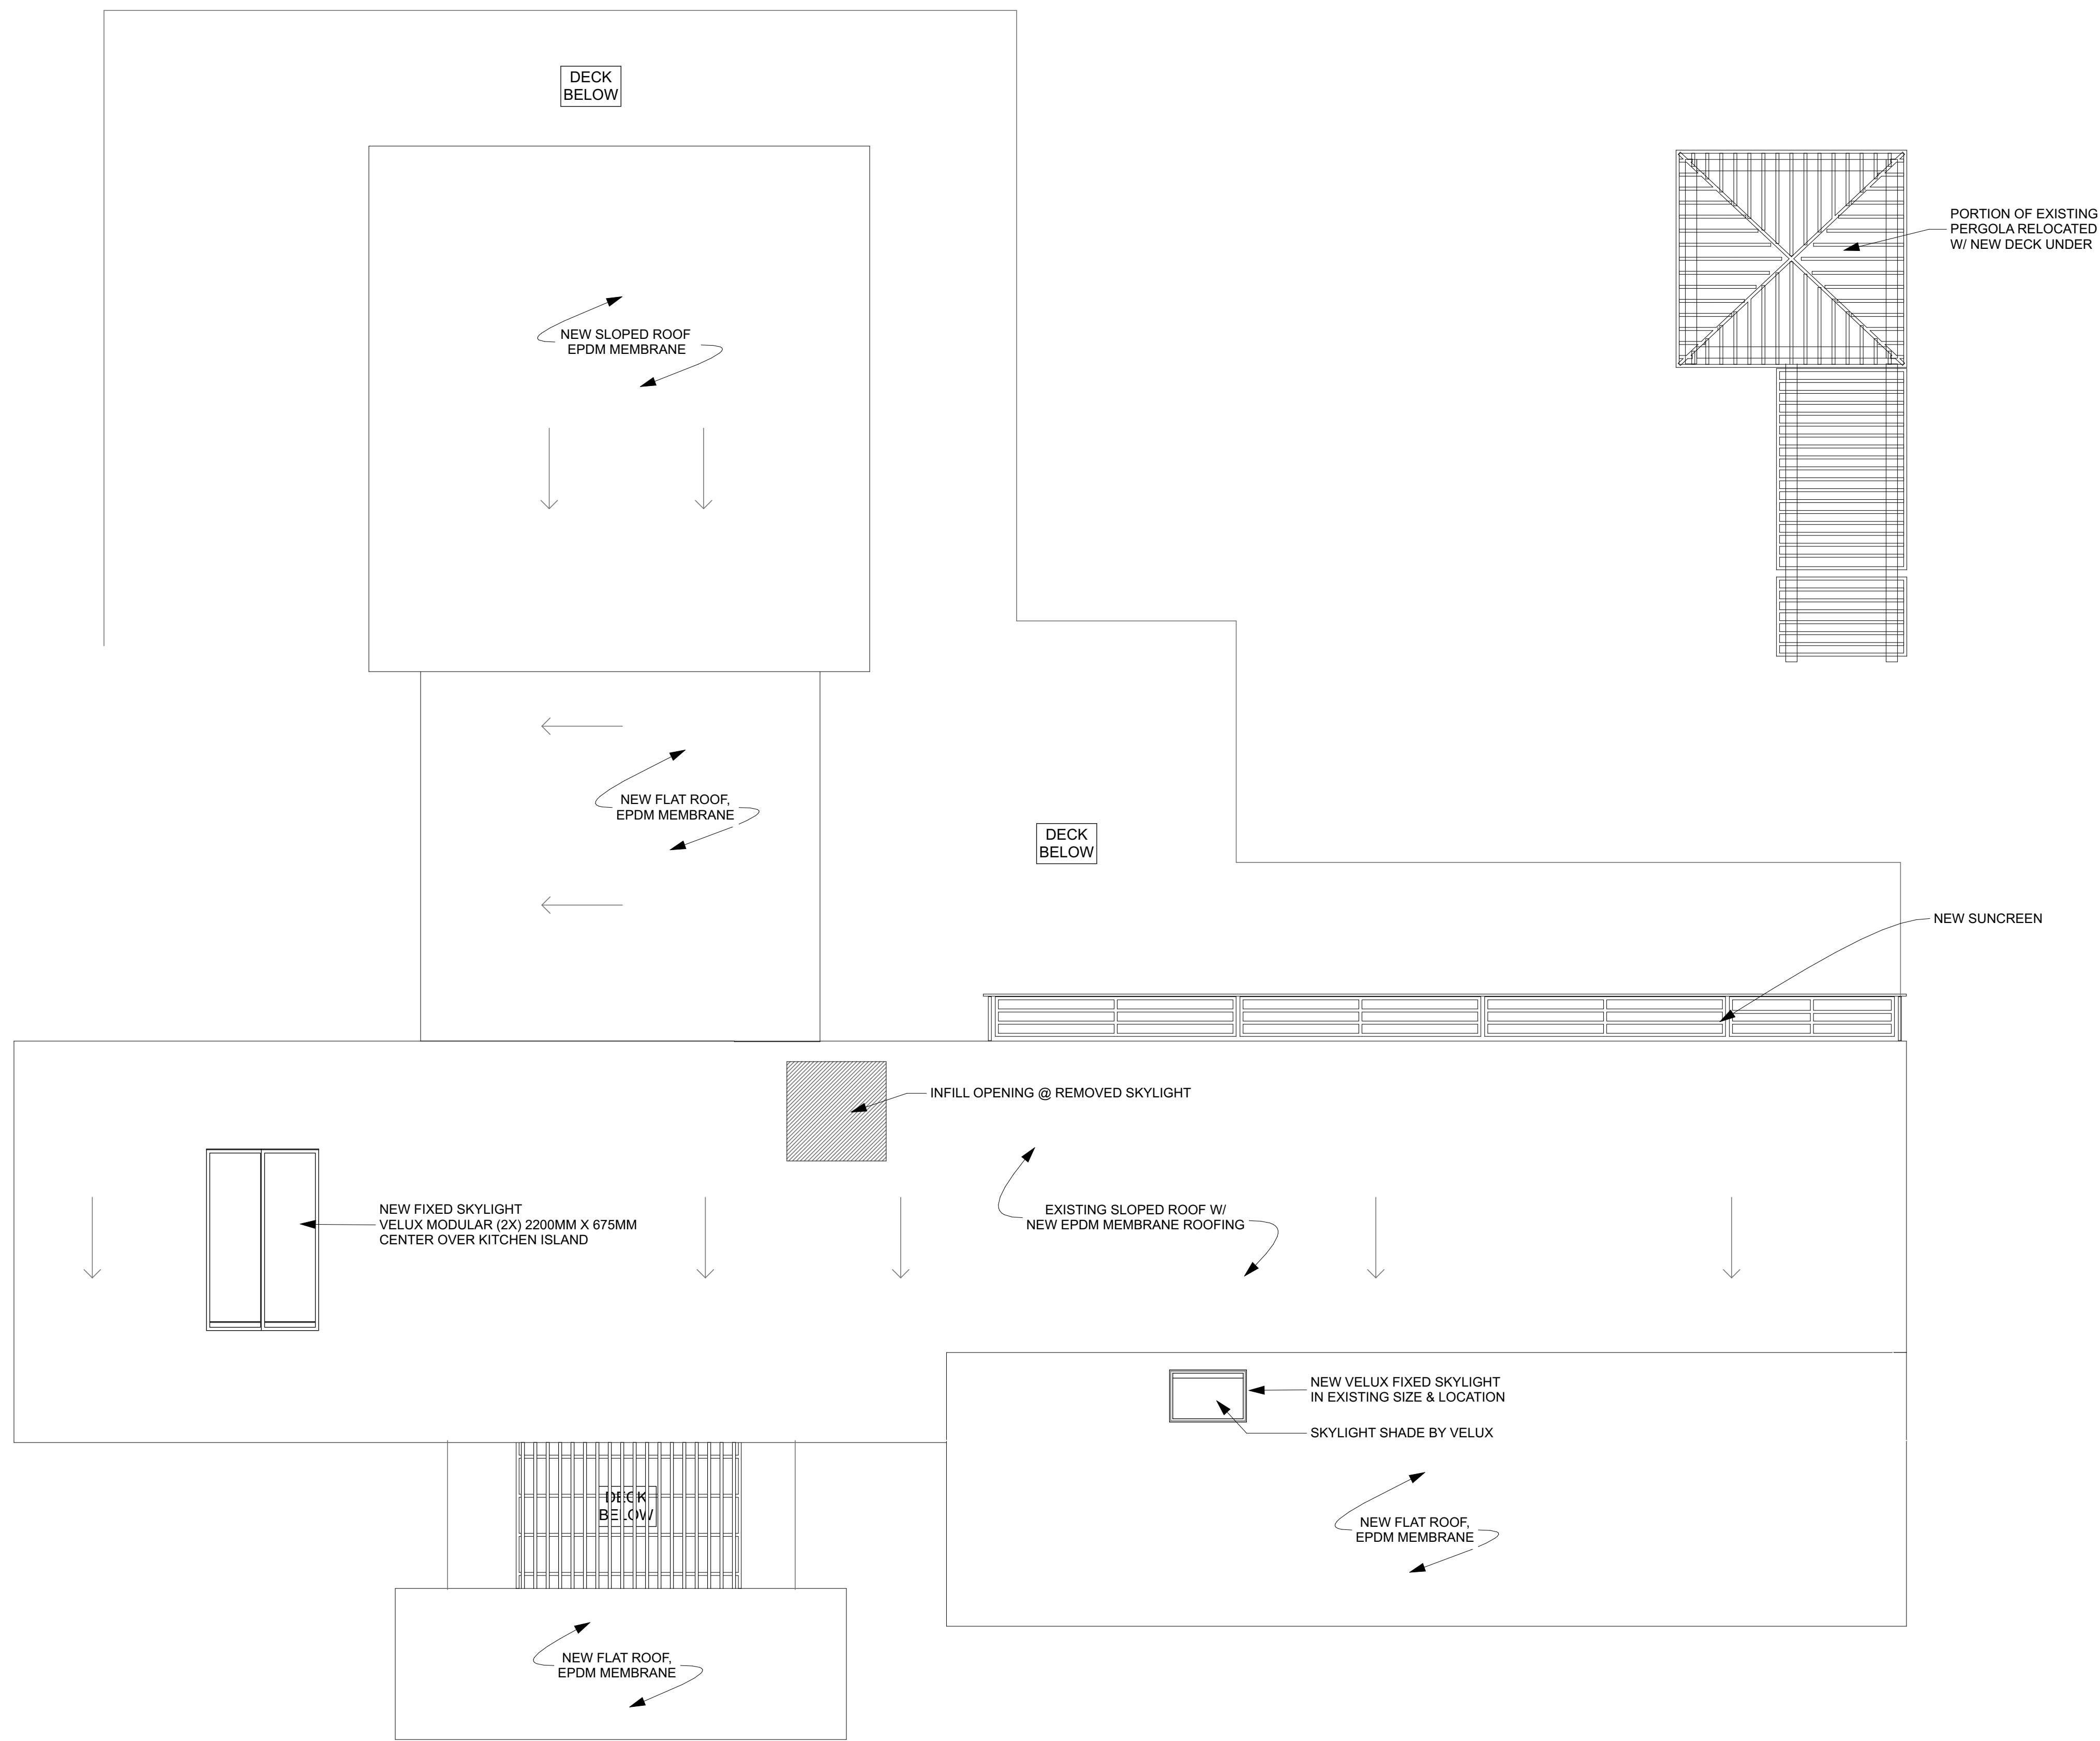 DECK
BELOW
PORTION OF EXISTING
PERGOLA RELOCATED
W/ NEW DECK UNDER
NEW SLOPED ROOF
EPDM MEMBRANE
NEW FLAT ROOF,
EPDM MEMBRANE
DECK
BELOW
NEW SUNCREEN
INFILL OPENING @ REMOVED SKYLIGHT
NEW FIXED SKYLIGHT
VELUX MODULAR (2X) 2200MM X 675MM
CENTER OVER KITCHEN ISLAND
EXISTING SLOPED ROOF W/
NEW EPDM MEMBRANE ROOFING
NEW VELUX FIXED SKYLIGHT
IN EXISTING SIZE & LOCATION
SKYLIGHT SHADE BY VELUX
DECK
BELOW
NEW FLAT ROOF,
EPDM MEMBRANE
NEW FLAT ROOF,
EPDM MEMBRANE